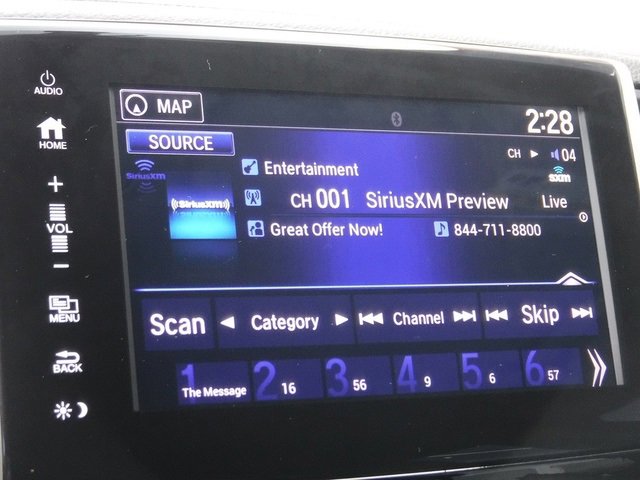 AUDIO
MAP
2:28
HOME
SOURCE
CH 04
SiriusXM
Entertainment
sxm
((SiriusXM))
CH 001 SiriusXM Preview Live
VOL
Great Offer Now! 844-711-8800
MENU
Scan Category Channel Skip
BACK
1 The Message 2 16 3 56 4 9 5 6 6 57